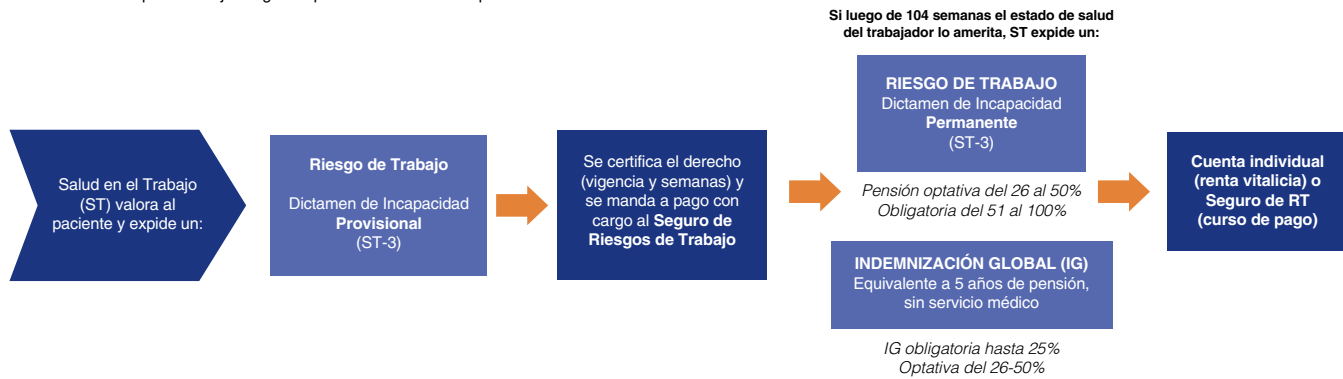 Si luego de 104 semanas el estado de salud
del trabajador lo amerita, ST expide un:
Salud en el Trabajo
(ST) valora al
paciente y expide un:
Riesgo de Trabajo
Dictamen de Incapacidad
Provisional
(ST-3)
Se certifica el derecho
(vigencia y semanas) y
se manda a pago con
cargo al Seguro de
Riesgos de Trabajo
RIESGO DE TRABAJO
Dictamen de Incapacidad
Permanente
(ST-3)
Pensión optativa del 26 al 50%
Obligatoria del 51 al 100%
INDEMNIZACIÓN GLOBAL (IG)
Equivalente a 5 años de pensión,
sin servicio médico
IG obligatoria hasta 25%
Optativa del 26-50%
Cuenta individual
(renta vitalicia) o
Seguro de RT
(curso de pago)